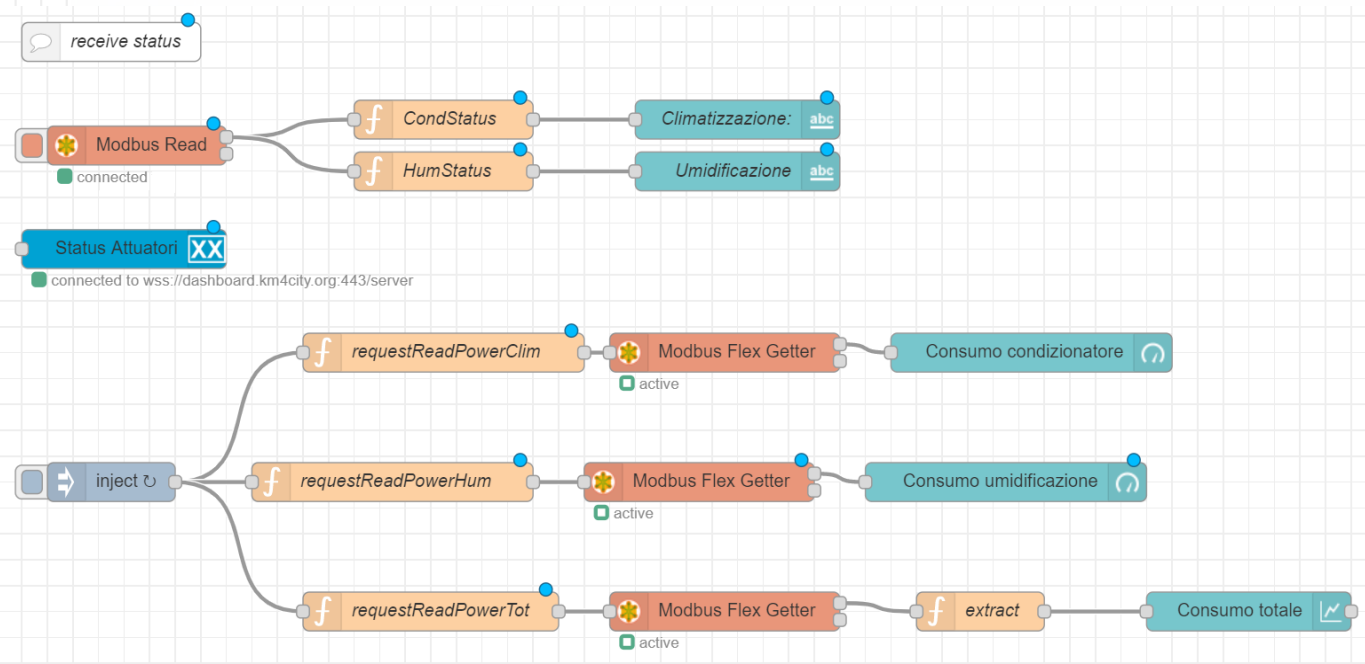 receive status
CondStatus
Climatizzazione:
abc
Modbus Read
HumStatus
Umidificazione
abc
connected
Status Attuatori
XX
connected to wss://dashboard.km4city.org:443/server
requestReadPowerClim
Modbus Flex Getter
Consumo condizionatore
active
inject ↻
requestReadPowerHum
Modbus Flex Getter
Consumo umidificazione
active
requestReadPowerTot
Modbus Flex Getter
extract
Consumo totale
active